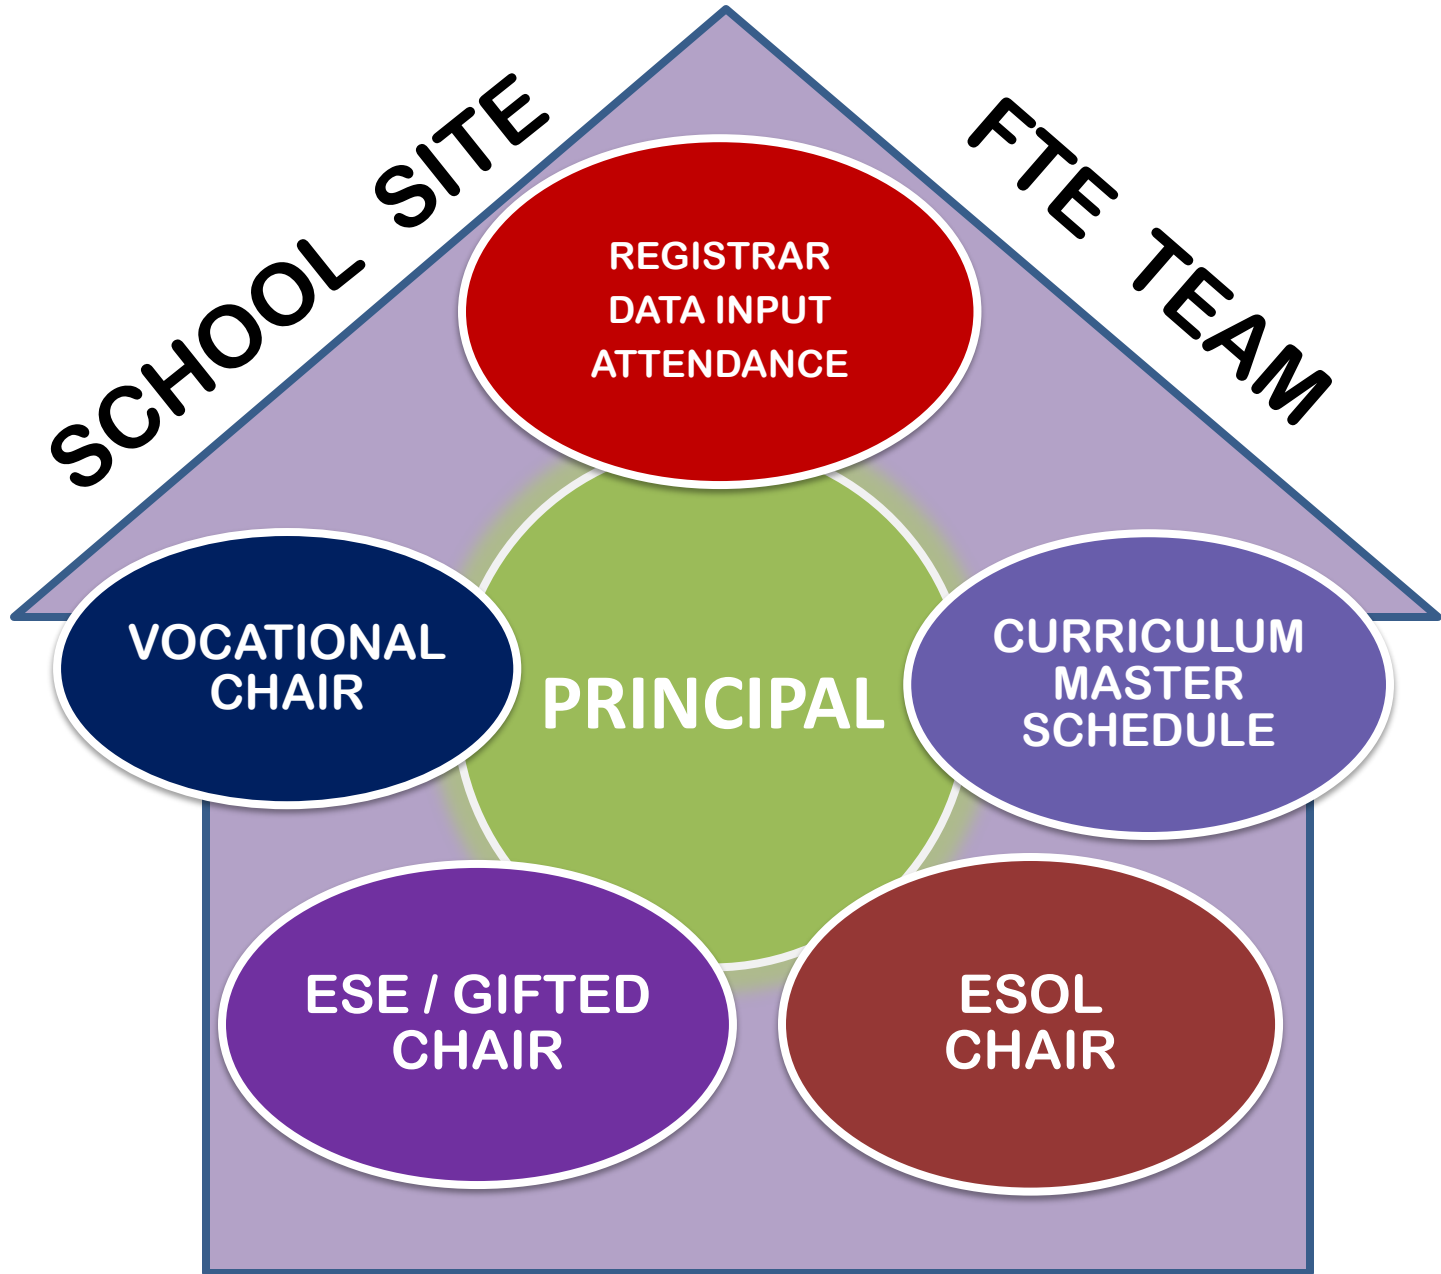 SCHOOL SITE
FTE TEAM
REGISTRAR
DATA INPUT
ATTENDANCE
VOCATIONAL
CHAIR
PRINCIPAL
CURRICULUM
MASTER
SCHEDULE
ESE / GIFTED
CHAIR
ESOL
CHAIR